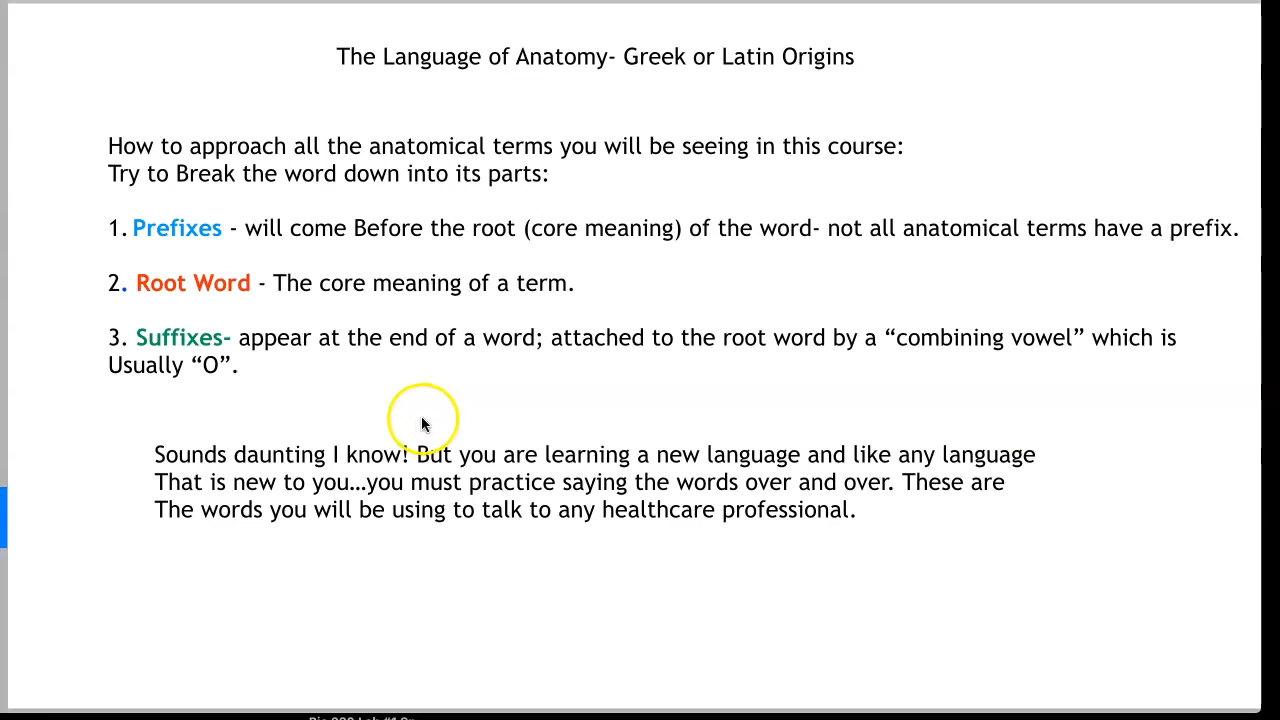 The Language of Anatomy- Greek or Latin Origins
How to approach all the anatomical terms you will be seeing in this course:
Try to Break the word down into its parts:
1. Prefixes - will come Before the root (core meaning) of the word- not all anatomical terms have a prefix.
2. Root Word - The core meaning of a term.
3. Suffixes- appear at the end of a word; attached to the root word by a “combining vowel” which is
Usually “O”.
Sounds daunting I know! But you are learning a new language and like any language
That is new to you…you must practice saying the words over and over. These are
The words you will be using to talk to any healthcare professional.